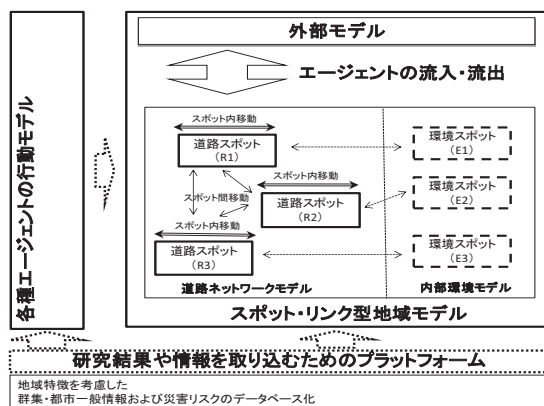 各種エージェントの行動モデル
外部モデル
エージェントの流入・流出
スポット内移動
道路スポット
(R1)
環境スポット
(E1)
スポット内移動
スポット間移動
道路スポット
(R2)
環境スポット
(E2)
スポット内移動
道路スポット
(R3)
環境スポット
(E3)
道路ネットワークモデル
内部環境モデル
スポット・リンク型地域モデル
研究結果や情報を取り込むためのプラットフォーム
地域特徴を考慮した
群集・都市一般情報および災害リスクのデータベース化